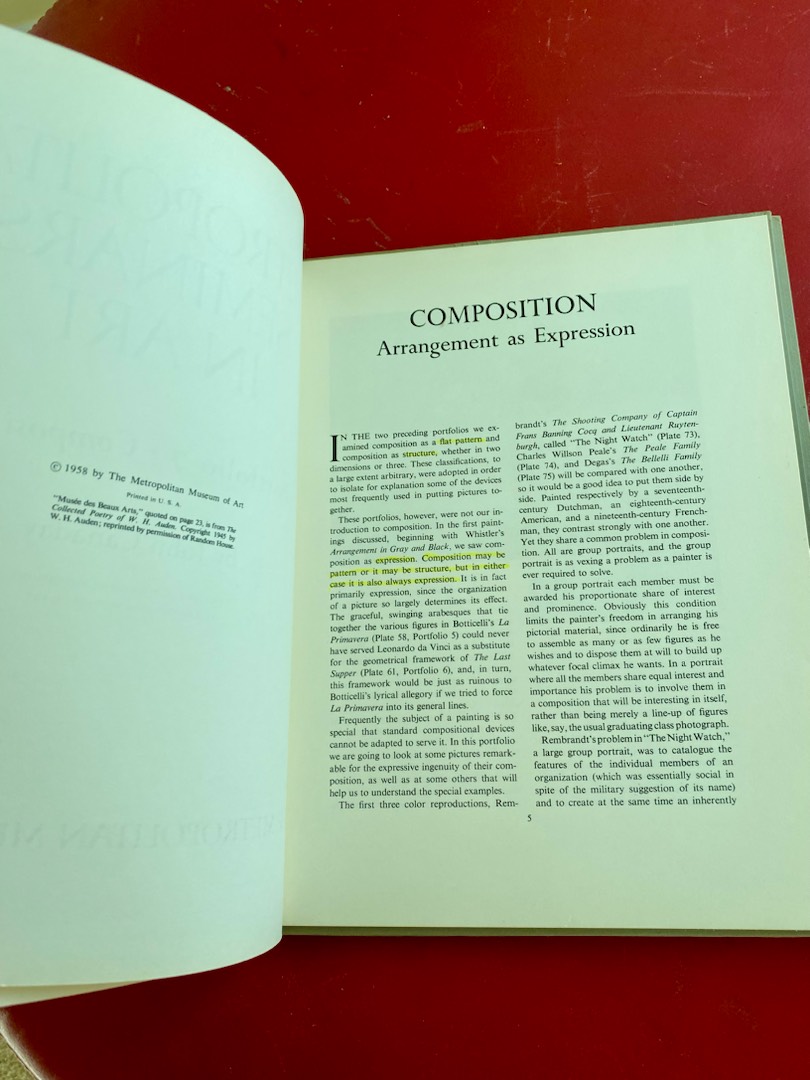 © 1958 by The Metropolitan Museum of Art
Printed in U. S. A.
"Musée des Beaux Arts," quoted on page 23, is from The
Collected Poetry of W. H. Auden. Copyright 1945 by
W. H. Auden; reprinted by permission of Random House.
COMPOSITION
Arrangement as Expression
IN THE two preceding portfolios we ex-
amined composition as a flat pattern and
composition as structure, whether in two
dimensions or three. These classifications, to
a large extent arbitrary, were adopted in order
to isolate for explanation some of the devices
most frequently used in putting pictures to-
gether.
These portfolios, however, were not our in-
troduction to composition. In the first paint-
ings discussed, beginning with Whistler's
Arrangement in Gray and Black, we saw com-
position as expression. Composition may be
pattern or it may be structure, but in either
case it is also always expression. It is in fact
primarily expression, since the organization
of a picture so largely determines its effect.
The graceful, swinging arabesques that tie
together the various figures in Botticelli's La
Primavera (Plate 58, Portfolio 5) could never
have served Leonardo da Vinci as a substitute
for the geometrical framework of The Last
Supper (Plate 61, Portfolio 6), and, in turn,
this framework would be just as ruinous to
Botticelli's lyrical allegory if we tried to force
La Primavera into its general lines.
Frequently the subject of a painting is so
special that standard compositional devices
cannot be adapted to serve it. In this portfolio
we are going to look at some pictures remark-
able for the expressive ingenuity of their com-
position, as well as at some others that will
help us to understand the special examples.
The first three color reproductions, Rem-
brandt's The Shooting Company of Captain
Frans Banning Cocq and Lieutenant Ruyten-
burgh, called "The Night Watch" (Plate 73),
Charles Willson Peale's The Peale Family
(Plate 74), and Degas's The Bellelli Family
(Plate 75) will be compared with one another,
so it would be a good idea to put them side by
side. Painted respectively by a seventeenth-
century Dutchman, an eighteenth-century
American, and a nineteenth-century French-
man, they contrast strongly with one another.
Yet they share a common problem in composi-
tion. All are group portraits, and the group
portrait is as vexing a problem as a painter is
ever required to solve.
In a group portrait each member must be
awarded his proportionate share of interest
and prominence. Obviously this condition
limits the painter's freedom in arranging his
pictorial material, since ordinarily he is free
to assemble as many or as few figures as he
wishes and to dispose them at will to build up
whatever focal climax he wants. In a portrait
where all the members share equal interest and
importance his problem is to involve them in
a composition that will be interesting in itself,
rather than being merely a line-up of figures
like, say, the usual graduating class photograph.
Rembrandt's problem in "The Night Watch,"
a large group portrait, was to catalogue the
features of the individual members of an
organization (which was essentially social in
spite of the military suggestion of its name)
and to create at the same time an inherently
5